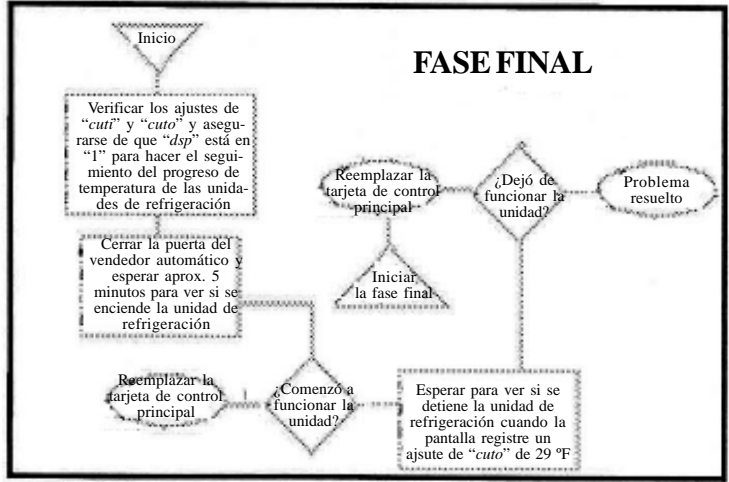 FASE FINAL
Inicio
Verificar los ajustes de
“cuti” y “cuto” y asegu-
rarse de que “dsp” está en
“1” para hacer el segui-
miento del progreso de
temperatura de las unida-
des de refrigeración
Cerrar la puerta del
vendedor automático y
esperar aprox. 5
minutos para ver si se
enciende la unidad de
refrigeración
Reemplazar la
tarjeta de control
principal
¿Comenzó a
funcionar la
unidad?
Esperar para ver si se
detiene la unidad de
refrigeración cuando la
pantalla registre un
ajsute de “cuto” de 29 ºF
Reemplazar la
tarjeta de control
principal
¿Dejó de
funcionar la
unidad?
Problema
resuelto
Iniciar
la fase final